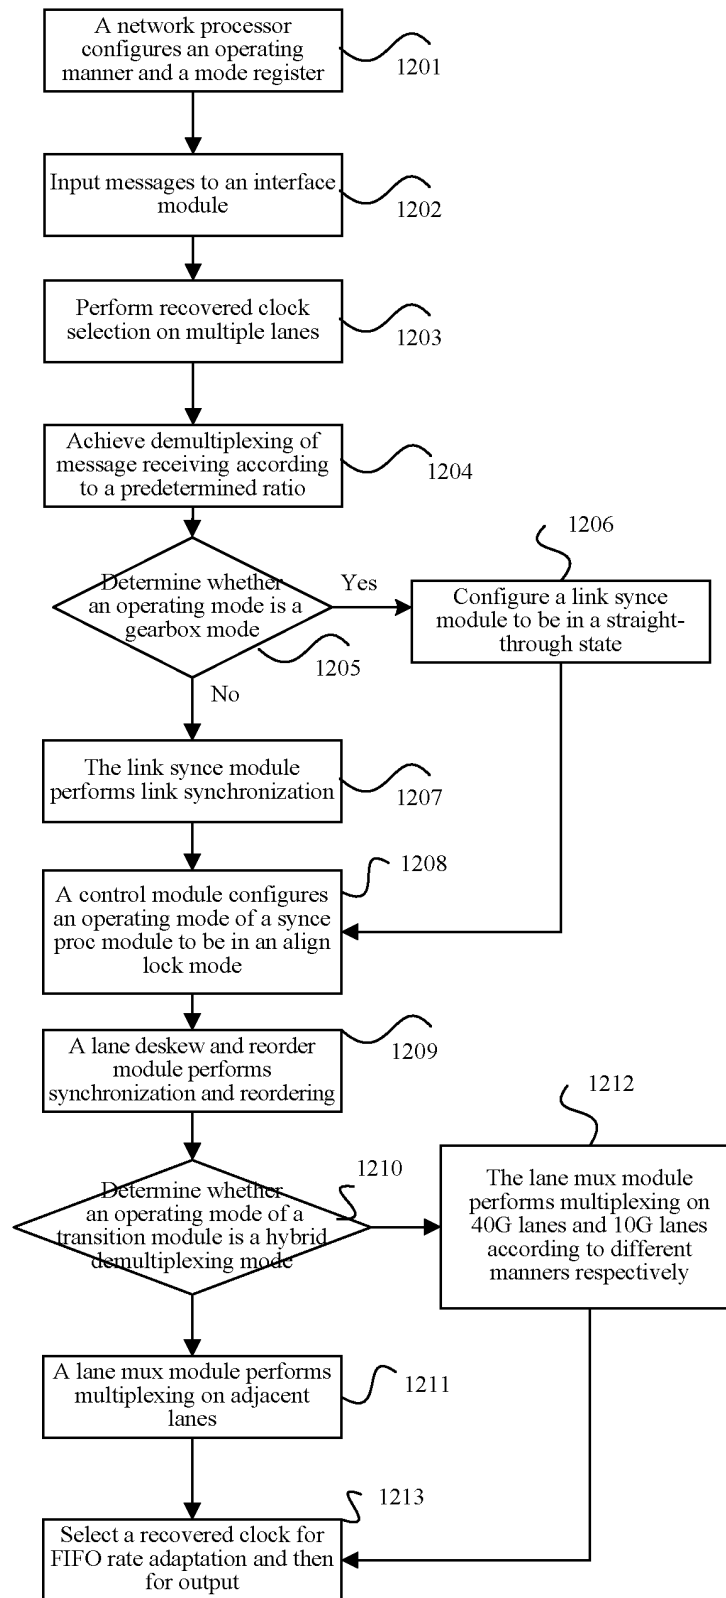 A network processor
configures an operating
manner and a mode register
1201
Input messages to an interface
module
1202
Perform recovered clock
selection on multiple lanes
1203
Achieve demultiplexing of
message receiving according
to a predetermined ratio
1204
Determine whether
an operating mode is a
gearbox mode
1205
Yes
No
1206
Configure a link synce
module to be in a straight-
through state
The link synce module
performs link synchronization
1207
1208
A control module configures
an operating mode of a synce
proc module to be in an align
lock mode
A lane deskew and reorder
module performs
synchronization and reordering
1209
1210
Determine whether
an operating mode of a
transition module is a hybrid
demultiplexing mode
1212
The lane mux module
performs multiplexing on
40G lanes and 10G lanes
according to different
manners respectively
A lane mux module performs
multiplexing on adjacent
lanes
1211
1213
Select a recovered clock for
FIFO rate adaptation and then
for output